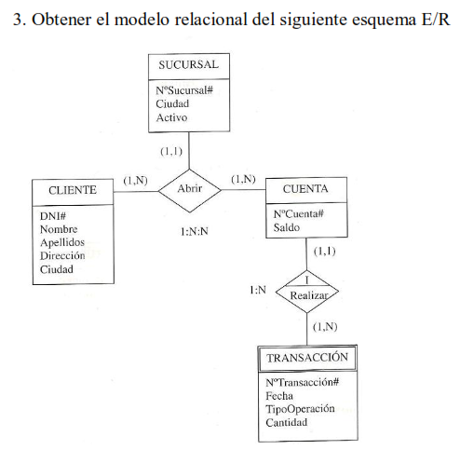 3. Obtener el modelo relacional del siguiente esquema E/R
SUCURSAL
NºSucursal#
Ciudad
Activo
(1,1)
(1,N)
Abrir
(1,N)
CLIENTE
DNI#
Nombre
Apellidos
Dirección
Ciudad
1:N:N
CUENTA
NºCuenta#
Saldo
(1,1)
1:N
I
Realizar
(1,N)
TRANSACCIÓN
NºTransacción#
Fecha
TipoOperación
Cantidad